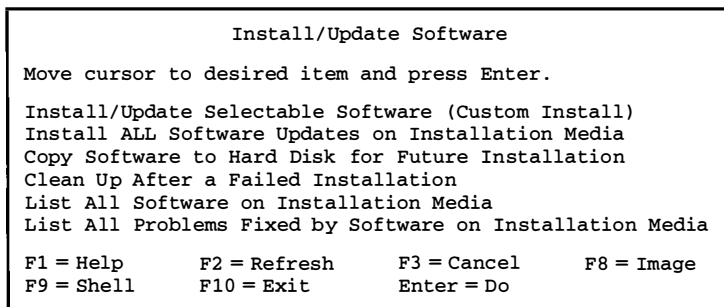 Install/Update Software
Move cursor to desired item and press Enter.
Install/Update Selectable Software (Custom Install)
Install ALL Software Updates on Installation Media
Copy Software to Hard Disk for Future Installation
Clean Up After a Failed Installation
List All Software on Installation Media
List All Problems Fixed by Software on Installation Media
F1 = Help F2 = Refresh F3 = Cancel F8 = Image
F9 = Shell F10 = Exit Enter = Do